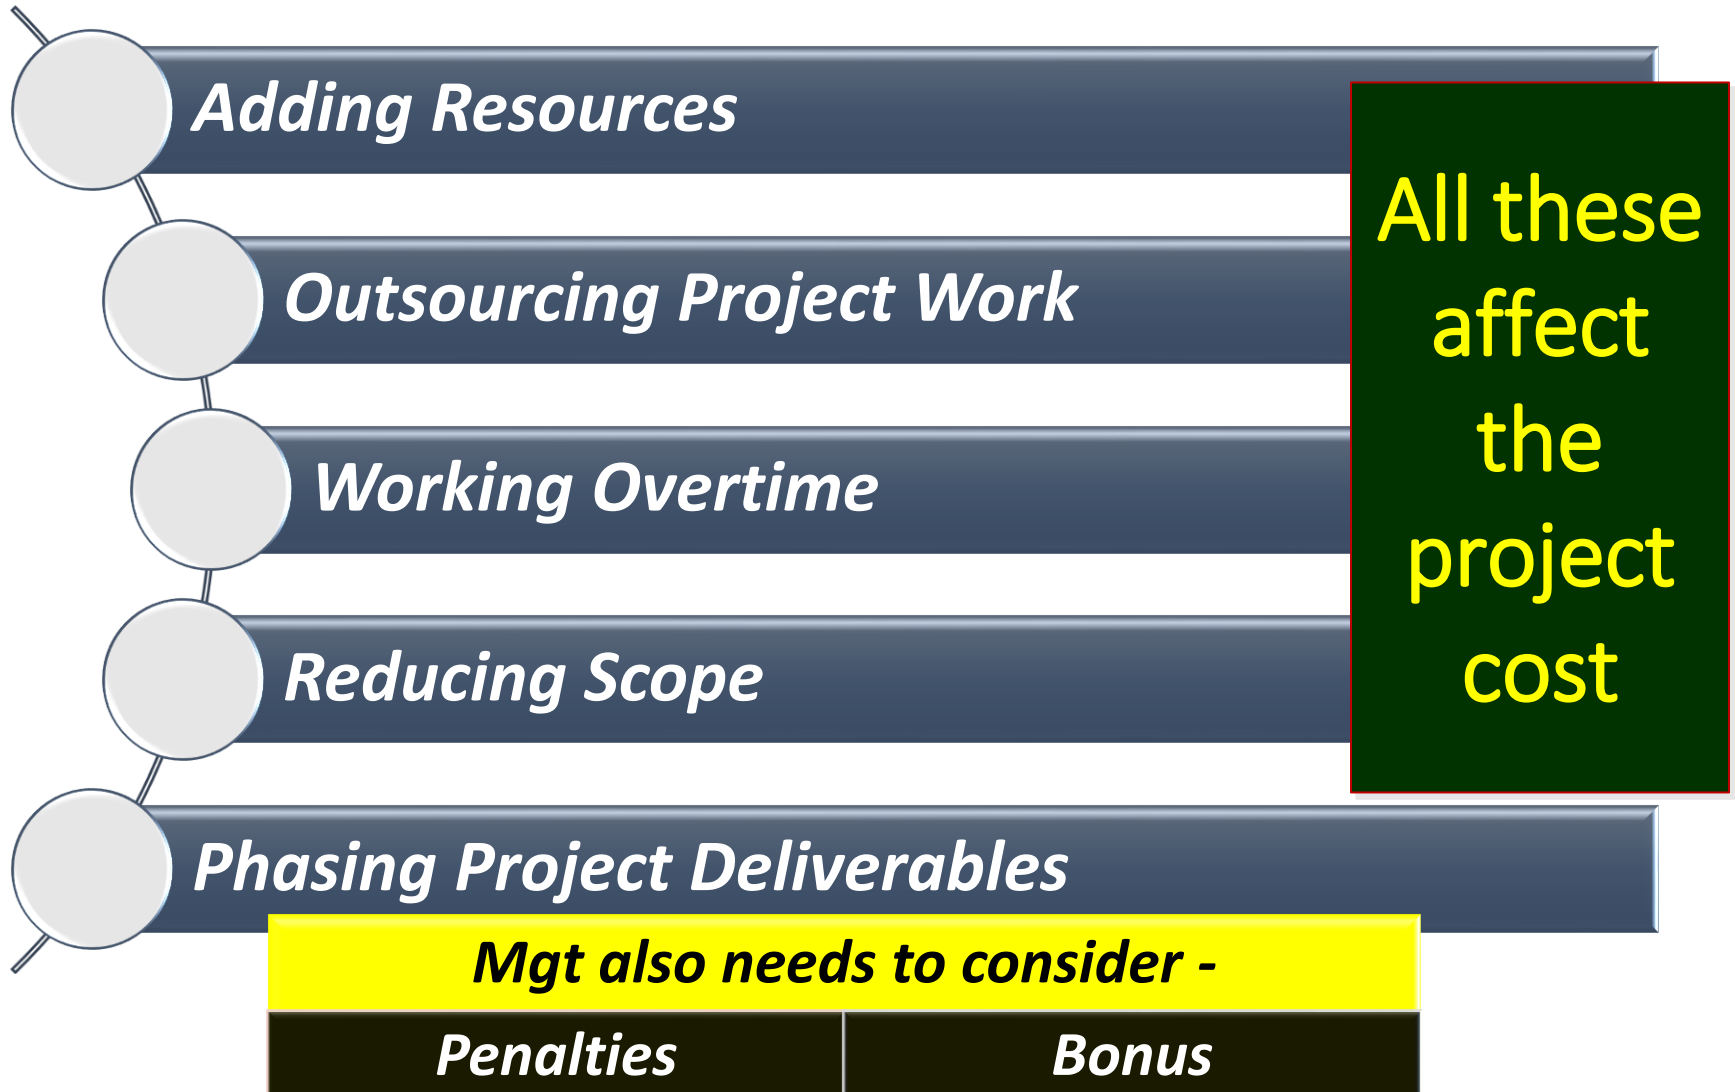 Adding Resources
Outsourcing Project Work
Working Overtime
Reducing Scope
Phasing Project Deliverables
All these
affect
the
project
cost
Mgt also needs to consider -
Penalties
Bonus